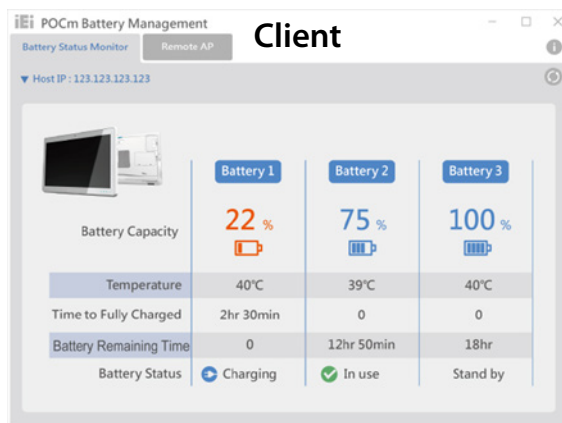 iEi POCm Battery Management
Client
Battery Status Monitor Remote AP
▼ Host IP : 123.123.123.123
Battery 1 Battery 2 Battery 3
Battery Capacity 22 % 75 % 100 %
Temperature 40℃ 39℃ 40℃
Time to Fully Charged 2hr 30min 0 0
Battery Remaining Time 0 12hr 50min 18hr
Battery Status Charging In use Stand by